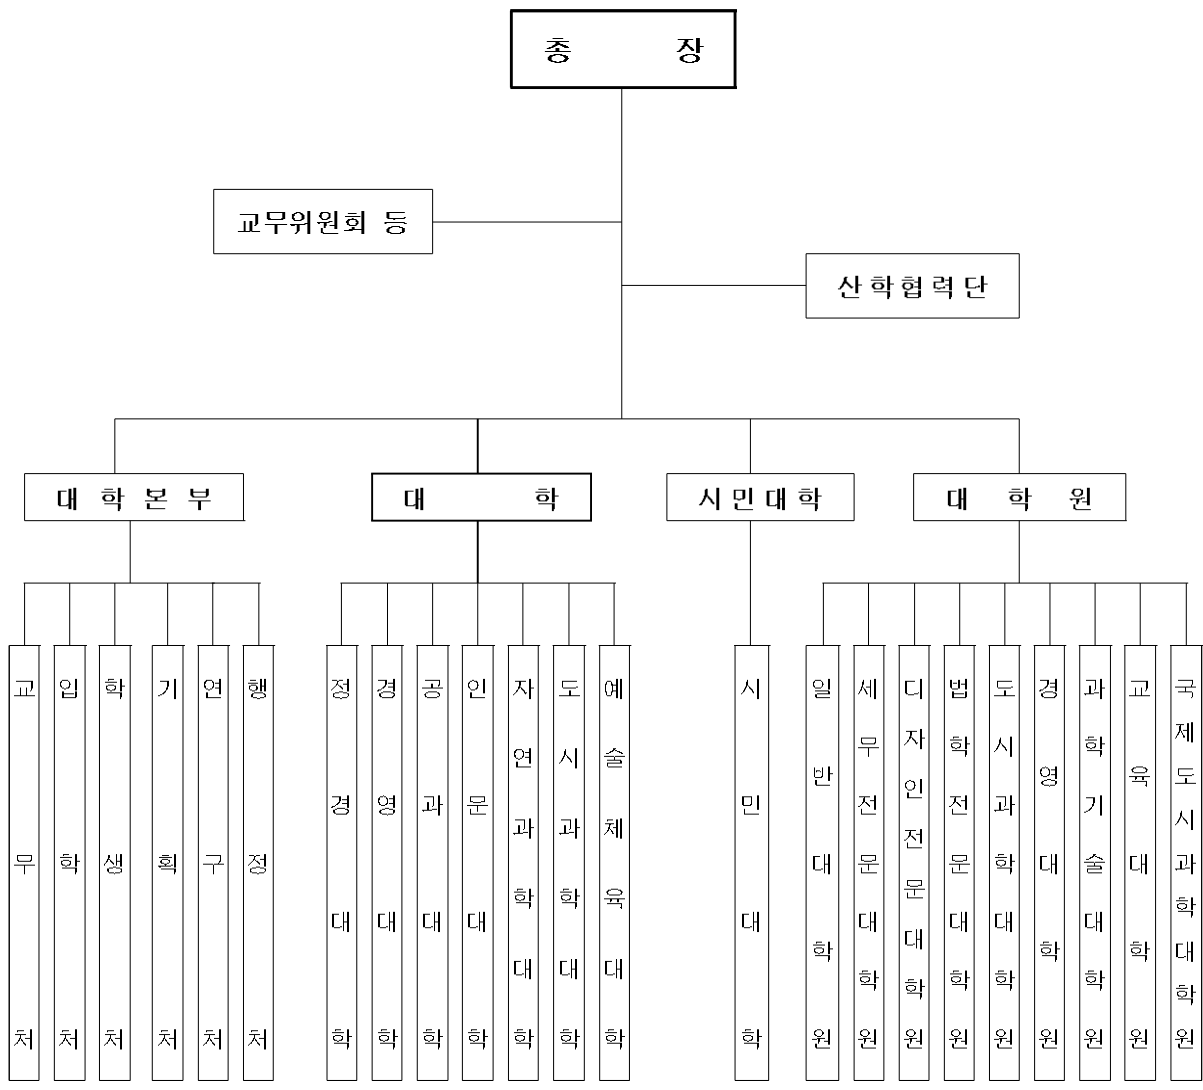 총 장
교무위원회 등
산학협력단
대학본부
대 학
시민대학
대 학 원
교무처
입학처
학생처
기획처
연구처
행정처
정경대학
경영대학
공과대학
인문대학
자연과학대학
도시과학대학
예술체육대학
시민대학
일반대학원
세무전문대학원
디자인전문대학원
법학전문대학원
도시과학대학원
경영대학원
과학기술대학원
교육대학원
국제도시과학대학원